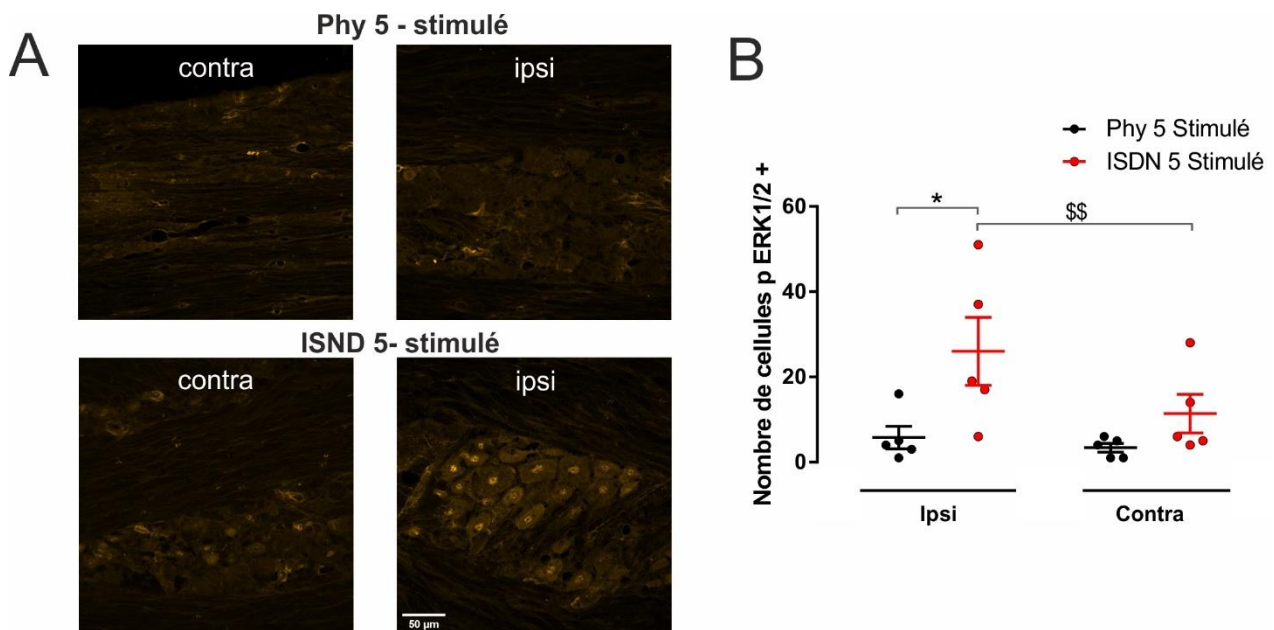 A
Phy 5 - stimulé
contra
ipsi
ISND 5- stimulé
contra
ipsi
50 µm
B
Phy 5 Stimulé
ISDN 5 Stimulé
Nombre de cellules p ERK1/2 +
60
40
20
0
*
$$
Ipsi
Contra